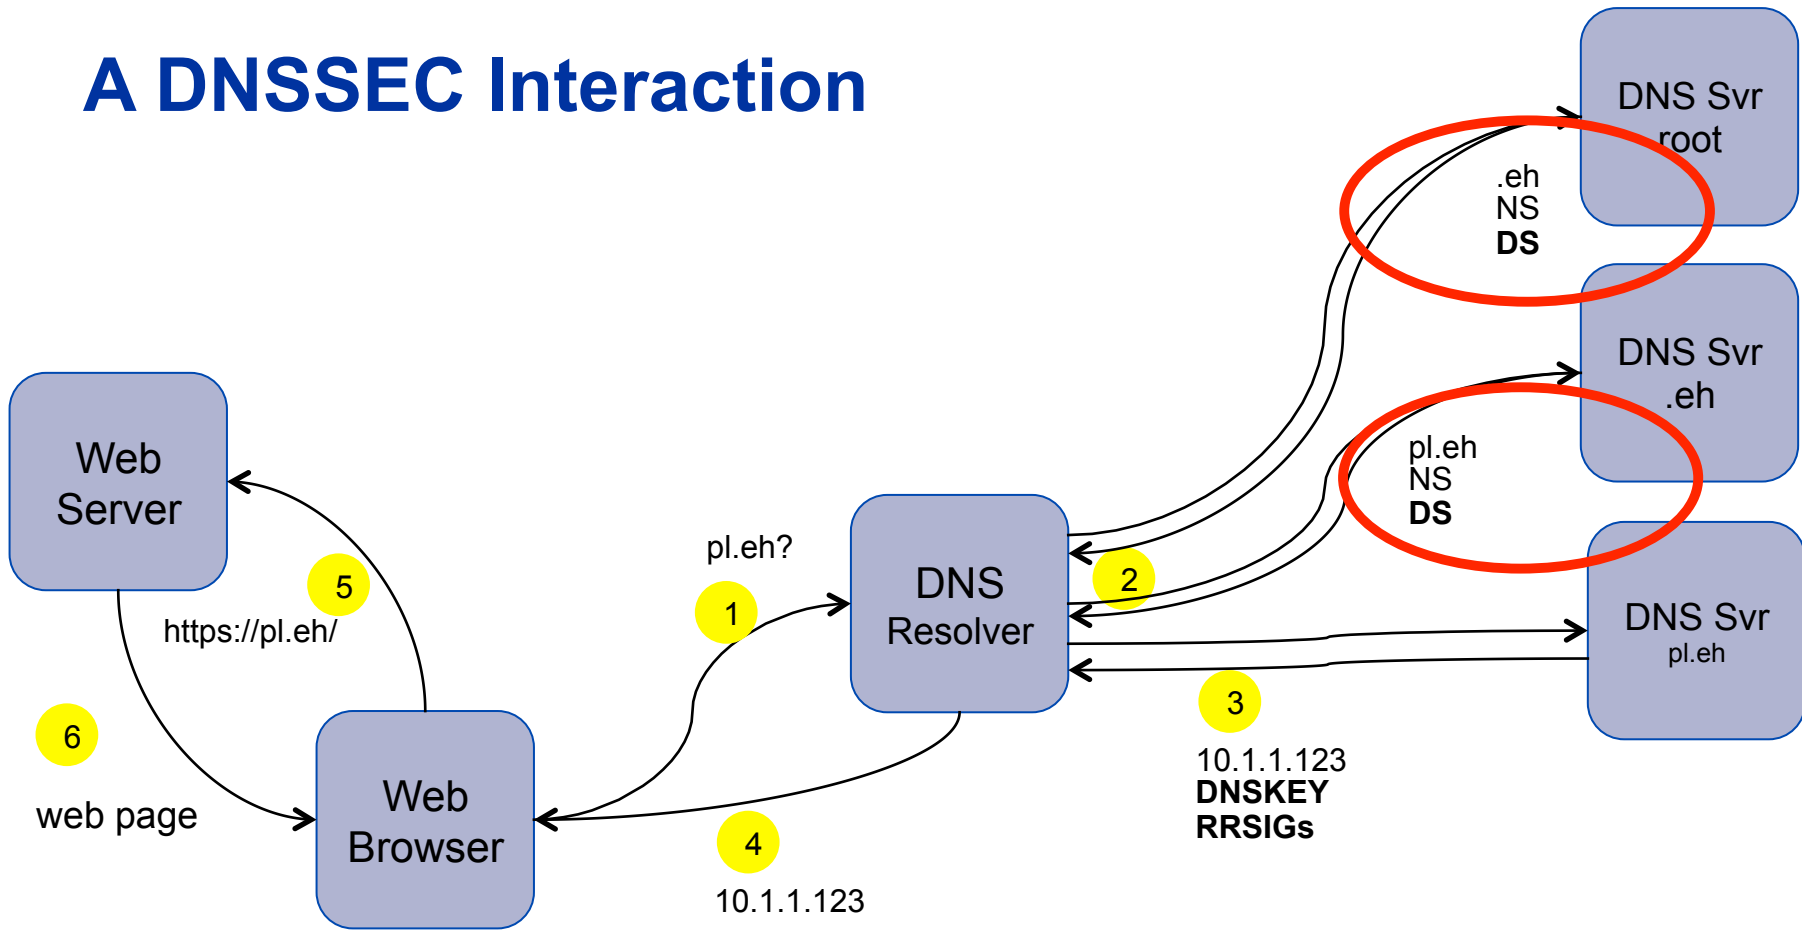 A DNSSEC Interaction
DNS Svr
root
.eh
NS
DS
DNS Svr
.eh
pl.eh
NS
DS
Web
Server
pl.eh?
5
1
2
DNS
Resolver
https://pl.eh/
DNS Svr
pl.eh
3
6
10.1.1.123
DNSKEY
RRSIGs
web page
Web
Browser
4
10.1.1.123